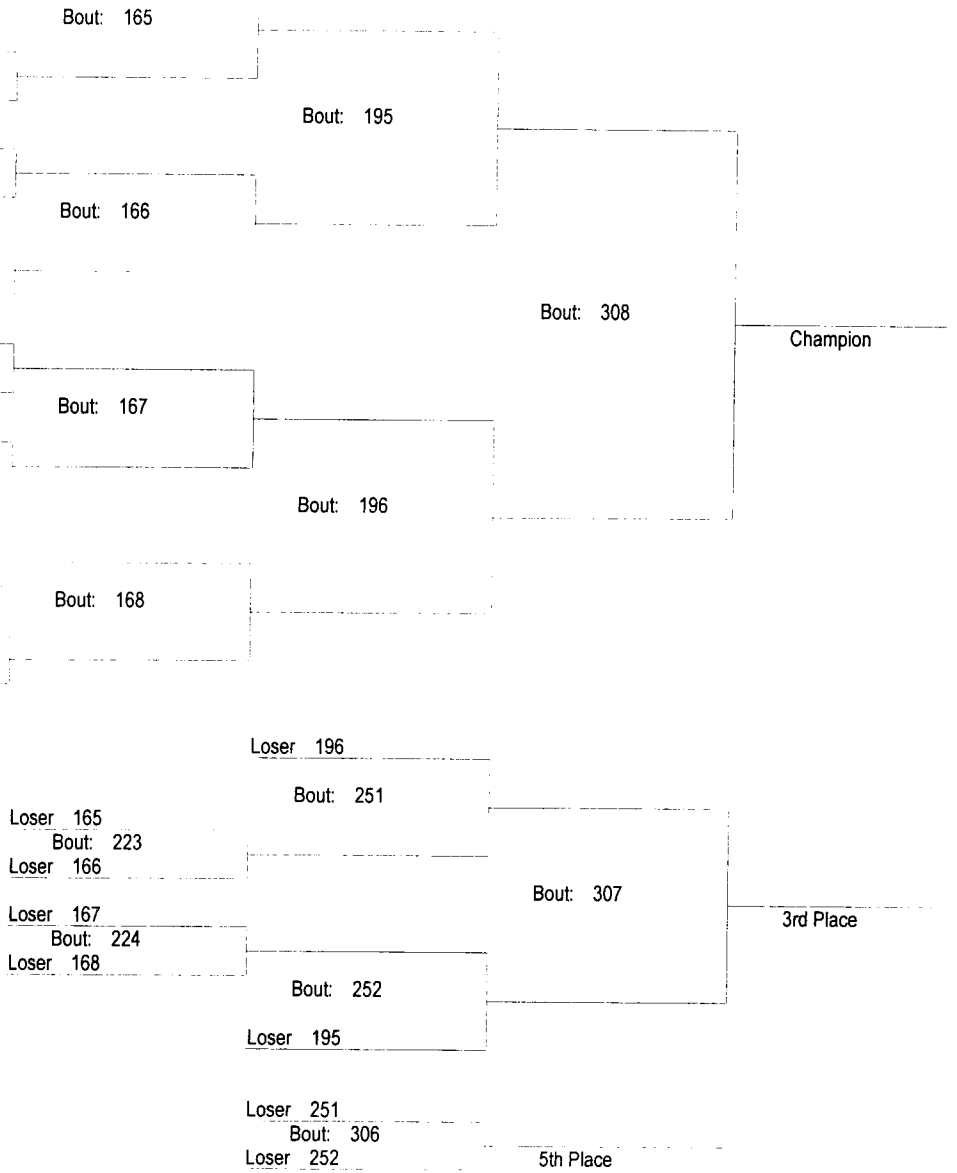 Bout: 165
Bout: 195
Bout: 166
Bout: 308
Champion
Bout: 167
Bout: 196
Bout: 168
Loser 196
Bout: 251
Loser 165
Bout: 223
Loser 166
Bout: 307
Loser 167
3rd Place
Bout: 224
Loser 168
Bout: 252
Loser 195
Loser 251
Bout: 306
Loser 252
5th Place